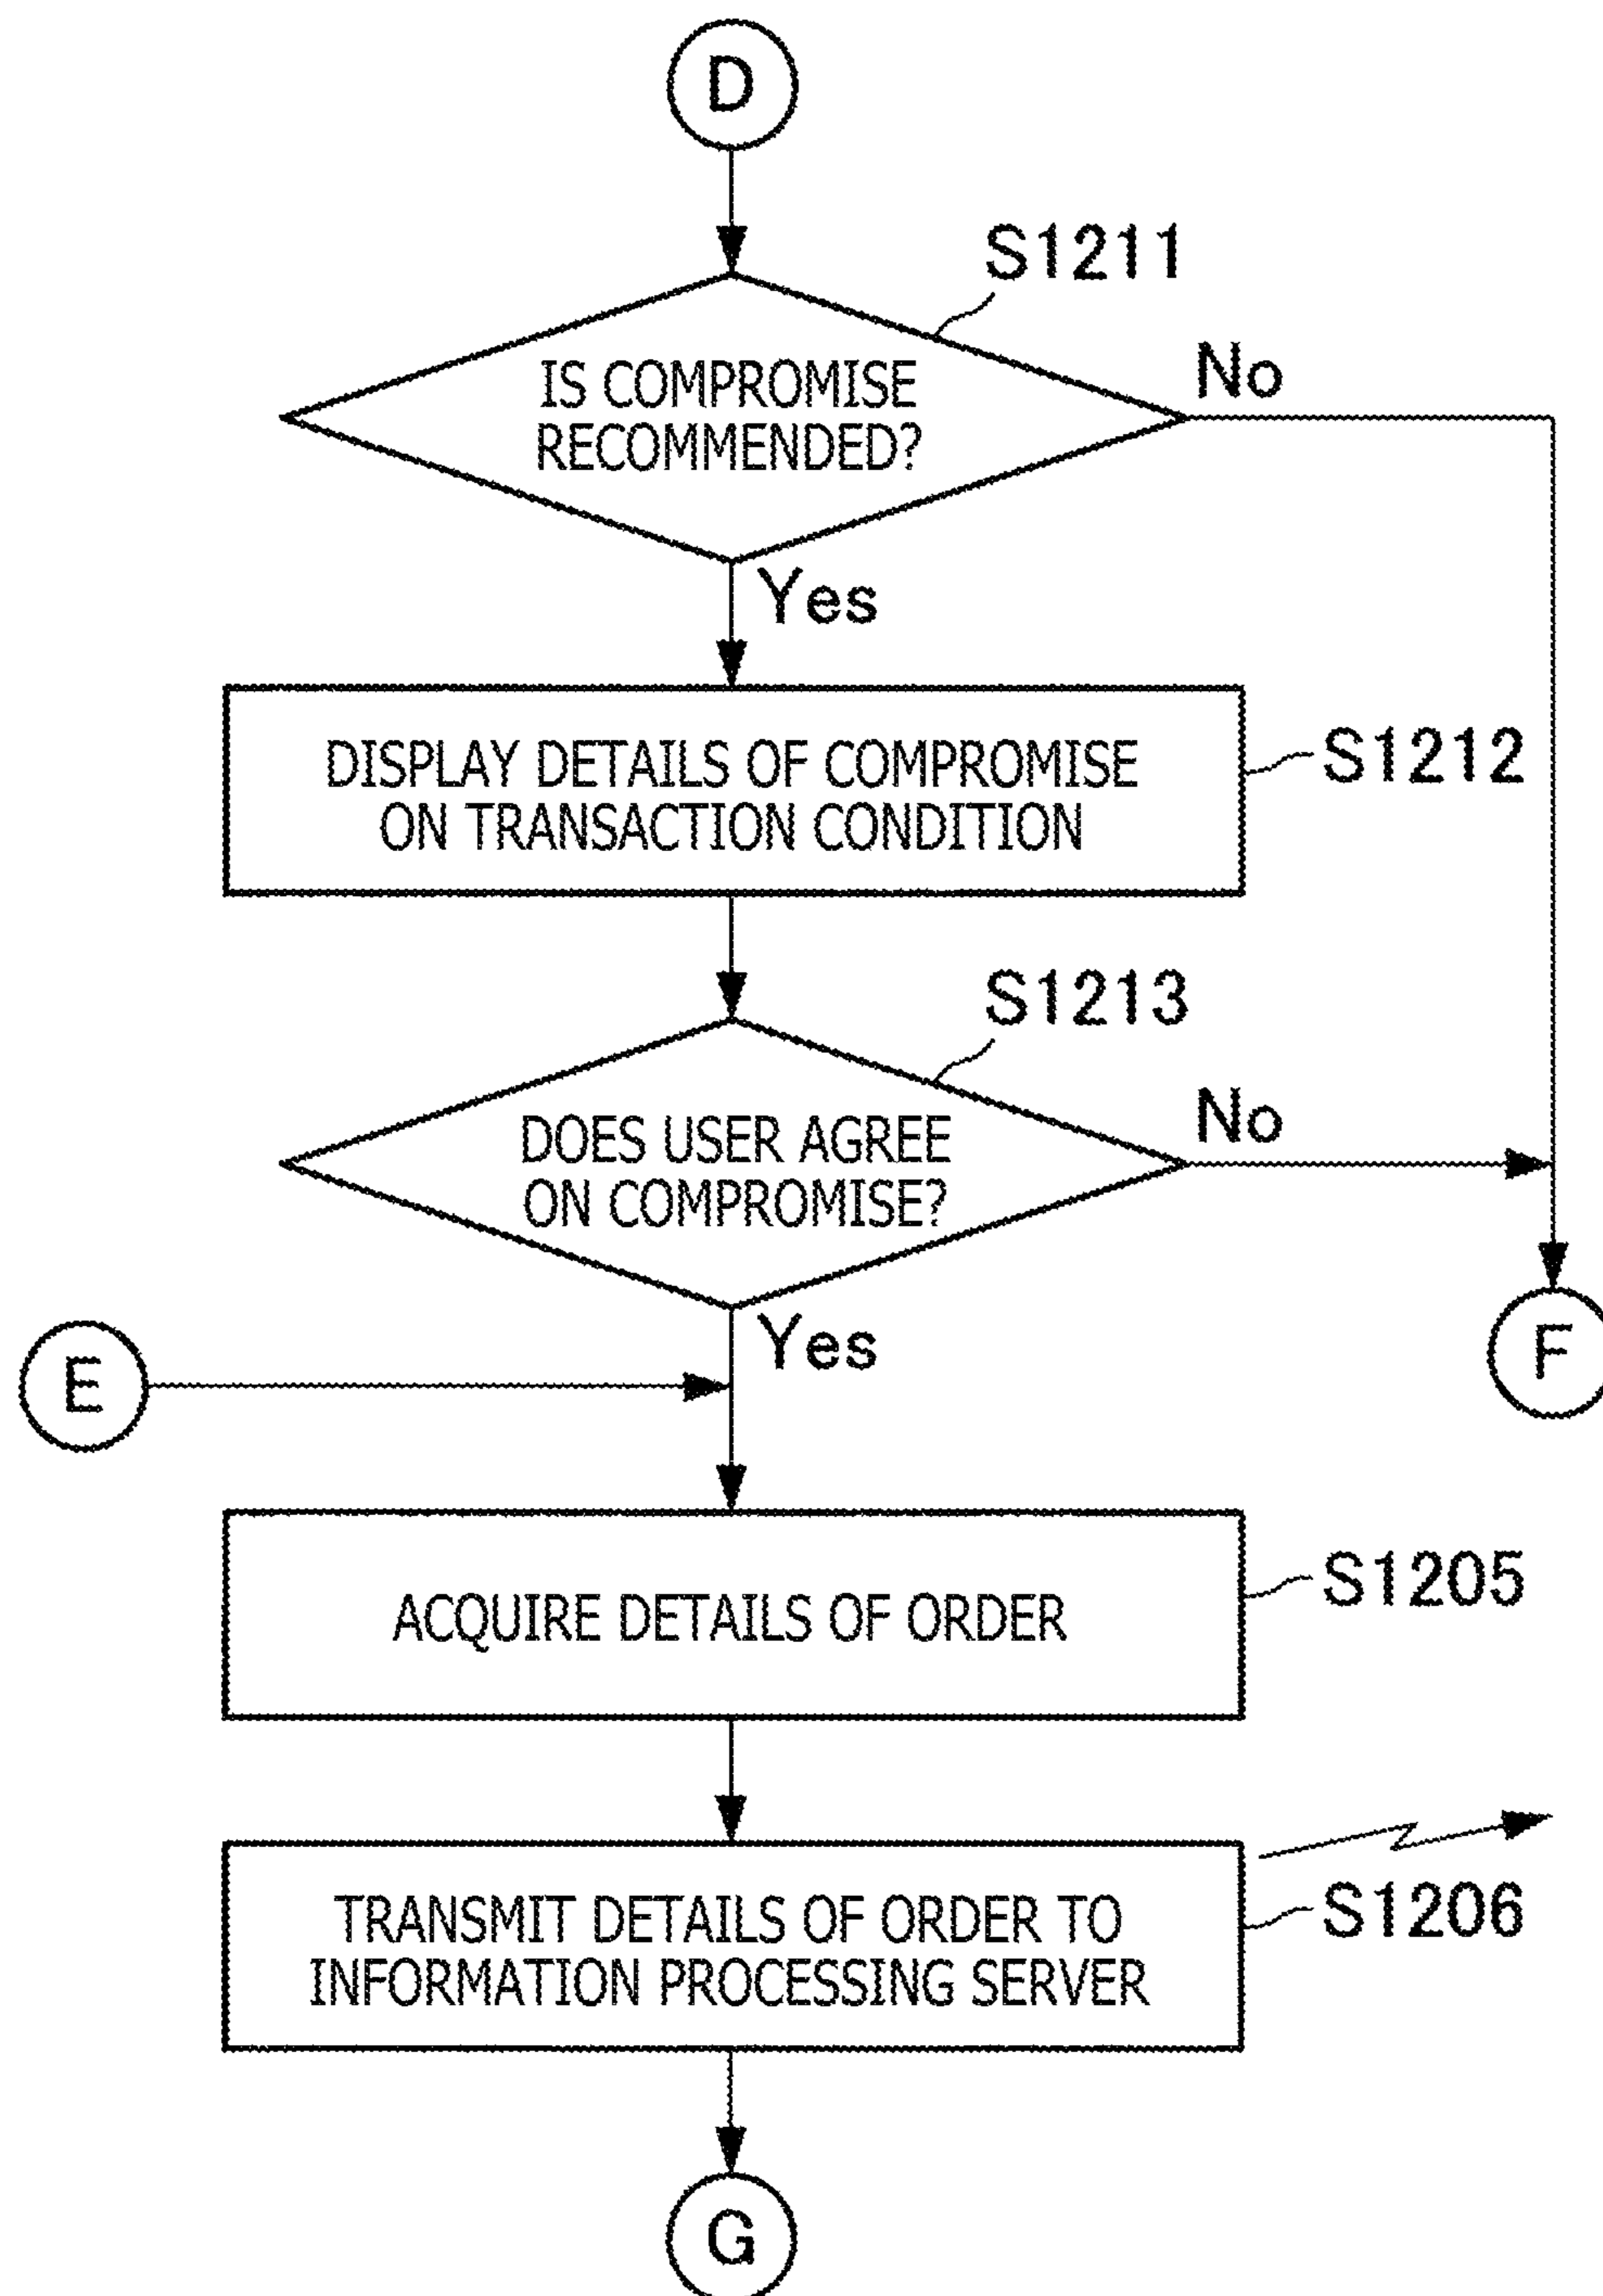 D
S1211
IS COMPROMISE
RECOMMENDED?
No
Yes
DISPLAY DETAILS OF COMPROMISE
ON TRANSACTION CONDITION
S1212
S1213
DOES USER AGREE
ON COMPROMISE?
No
Yes
E
F
ACQUIRE DETAILS OF ORDER
S1205
TRANSMIT DETAILS OF ORDER TO
INFORMATION PROCESSING SERVER
S1206
G